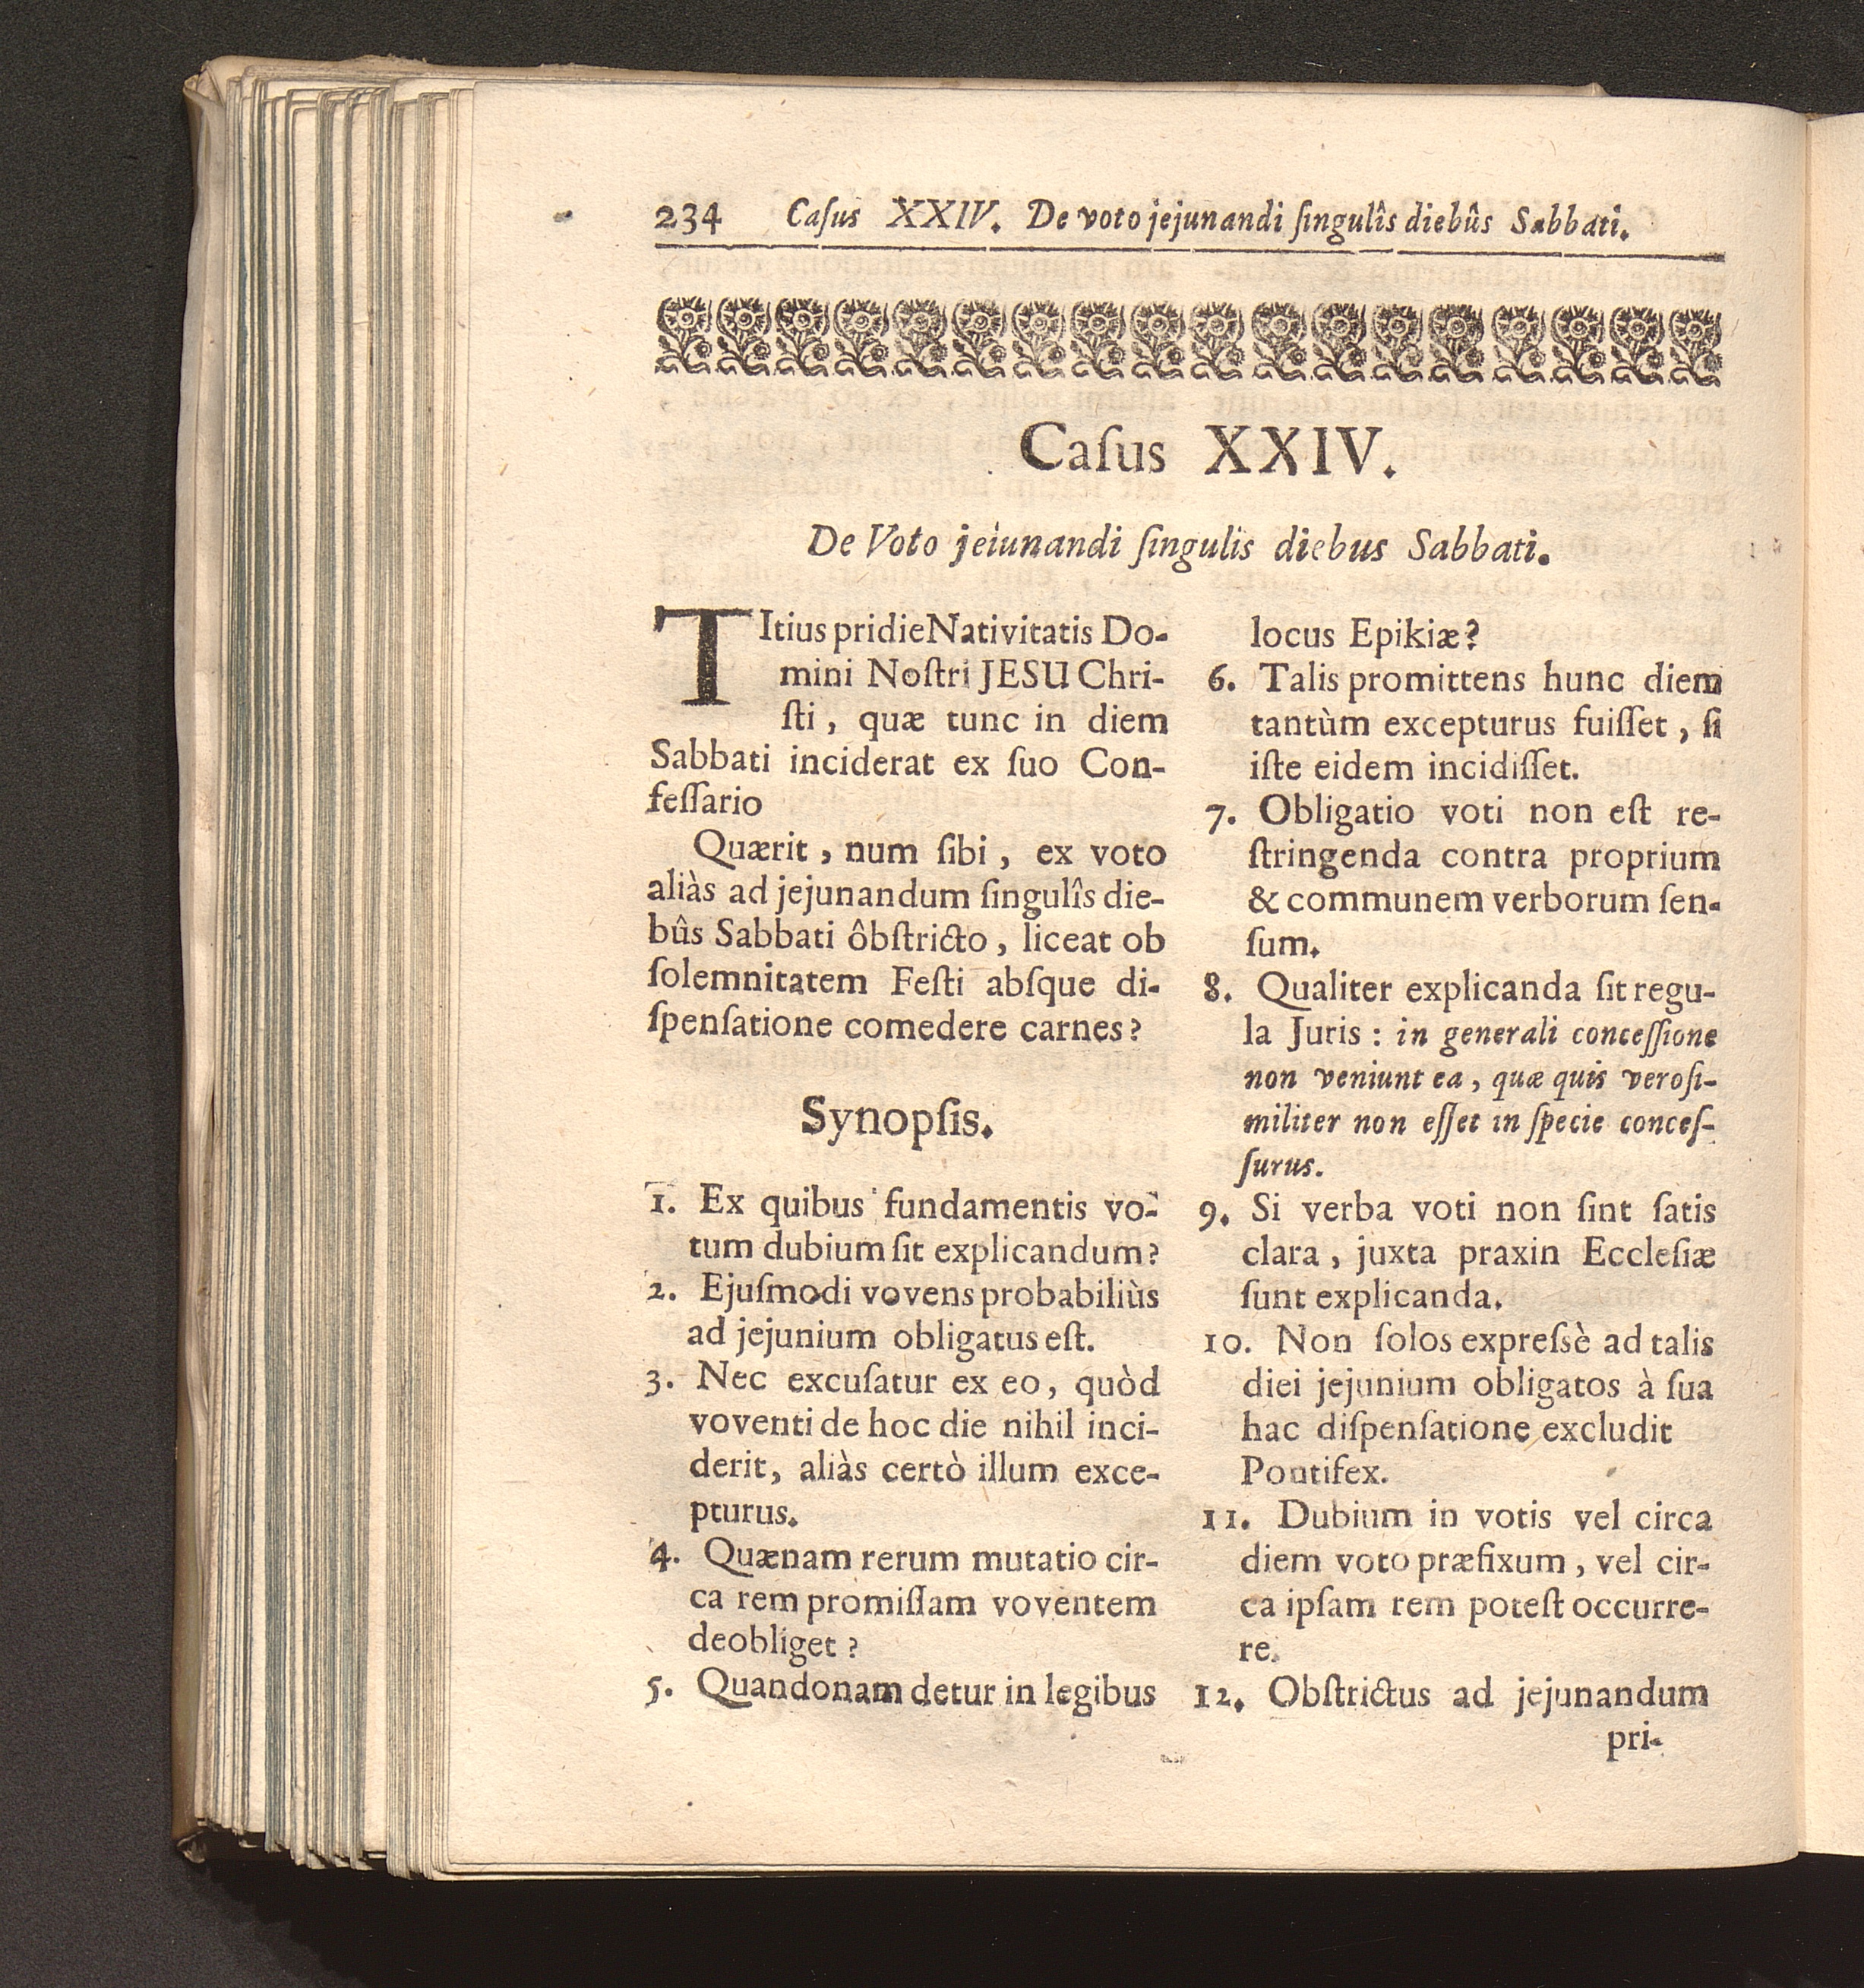 234 Caſus XXIV. De voto jejunandi ſingulîs diebûs Sabbati.
Caſus XXIV.
De Voto jejunandi ſingulis diebus Sabbati.
TItius pridie Nativitatis Do-
mini Noſtri JESU Chri-
ſti, quæ tunc in diem
Sabbati inciderat ex ſuo Con-
feſſario
Quærit, num ſibi, ex voto
aliàs ad jejunandum ſingulîs die-
bûs Sabbati ôbſtricto, liceat ob
ſolemnitatem Feſti abſque di-
ſpenſatione comedere carnes?
Synopſis.
1. Ex quibus fundamentis vo-
tum dubium ſit explicandum?
2. Ejuſmodi vovens probabiliùs
ad jejunium obligatus eſt.
3. Nec excuſatur ex eo, quòd
voventi de hoc die nihil inci-
derit, aliàs certò illum exce-
pturus.
4. Quænam rerum mutatio cir-
ca rem promiſſam voventem
deobliget?
5. Quandonam detur in legibus
locus Epikiæ?
6. Talis promittens hunc diem
tantùm excepturus fuiſſet, ſi
iſte eidem incidiſſet.
7. Obligatio voti non eſt re-
ſtringenda contra proprium
& communem verborum ſen-
ſum.
8. Qualiter explicanda ſit regu-
la Juris: in generali conceſſione
non veniunt ea, quæ quis veroſi-
militer non eſſet in ſpecie conceſ-
ſurus.
9. Si verba voti non ſint ſatis
clara, juxta praxin Eccleſiæ
ſunt explicanda.
10. Non ſolos expreſsè ad talis
diei jejunium obligatos à ſua
hac diſpenſatione excludit
Pontifex.
11. Dubium in votis vel circa
diem voto præfixum, vel cir-
ca ipſam rem poteſt occurre-
re.
12. Obſtrictus ad jejunandum
pri-